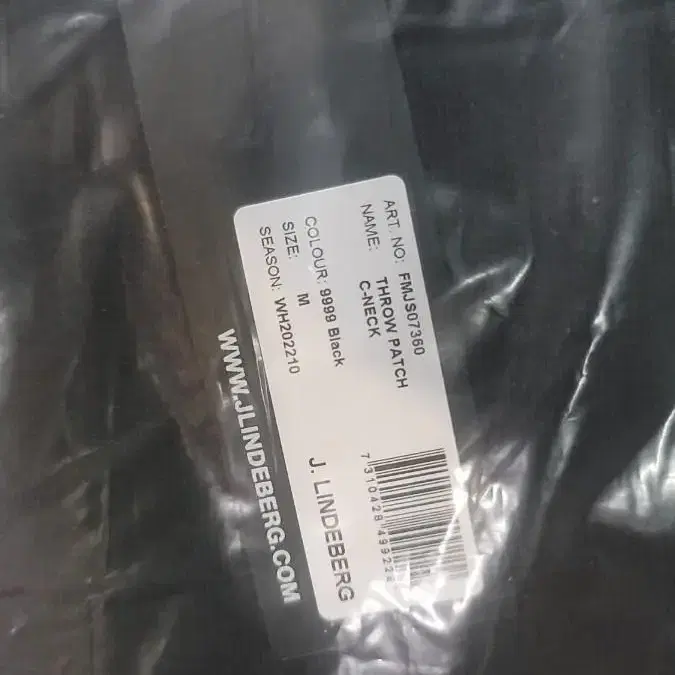 ART. NO: FMJS07360
NAME: THROW PATCH
C-NECK
COLOUR: 9999 Black
SIZE: M
SEASON: WH202210
J. LINDEBERG
WWW.JLINDEBERG.COM